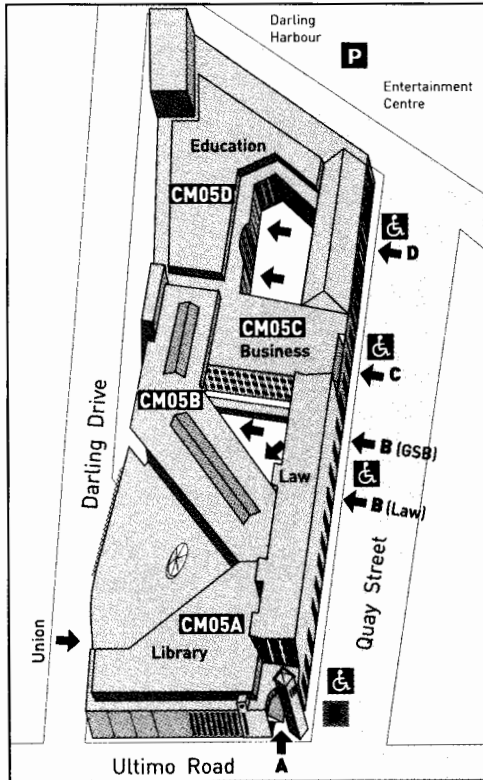 Darling
Harbour
P
Entertainment
Centre
Education
CM05D
D
CM05C
Business
C
CM05B
B (GSB)
Law
B (Law)
Darling Drive
Quay Street
CM05A
Library
Union
Ultimo Road
A